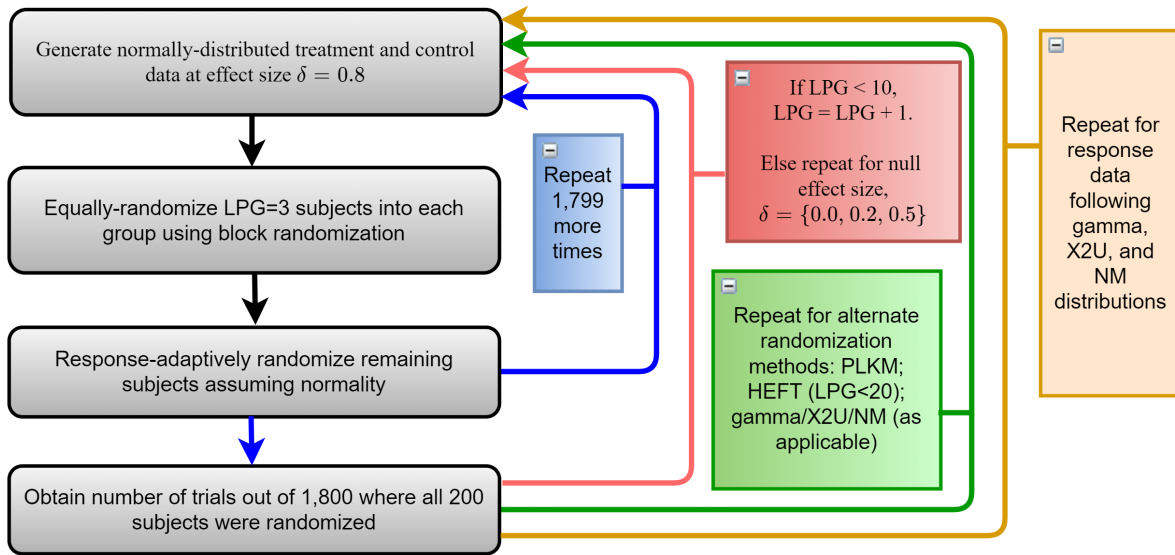 Generate normally-distributed treatment and control
data at effect size δ = 0.8
Equally-randomize LPG=3 subjects into each
group using block randomization
Response-adaptively randomize remaining
subjects assuming normality
Obtain number of trials out of 1,800 where all 200
subjects were randomized
Repeat
1,799
more
times
If LPG < 10,
LPG = LPG + 1.
Else repeat for null
effect size,
δ = {0.0, 0.2, 0.5}
Repeat for alternate
randomization
methods: PLKM;
HEFT (LPG<20);
gamma/X2U/NM (as
applicable)
Repeat for
response
data
following
gamma,
X2U, and
NM
distributions